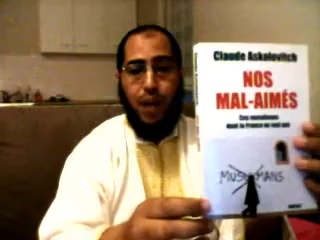 Claude Askolovitch
NOS
MAL-AIMÉS
Ces musulmans
dont la France ne veut pas
MUSULMANS